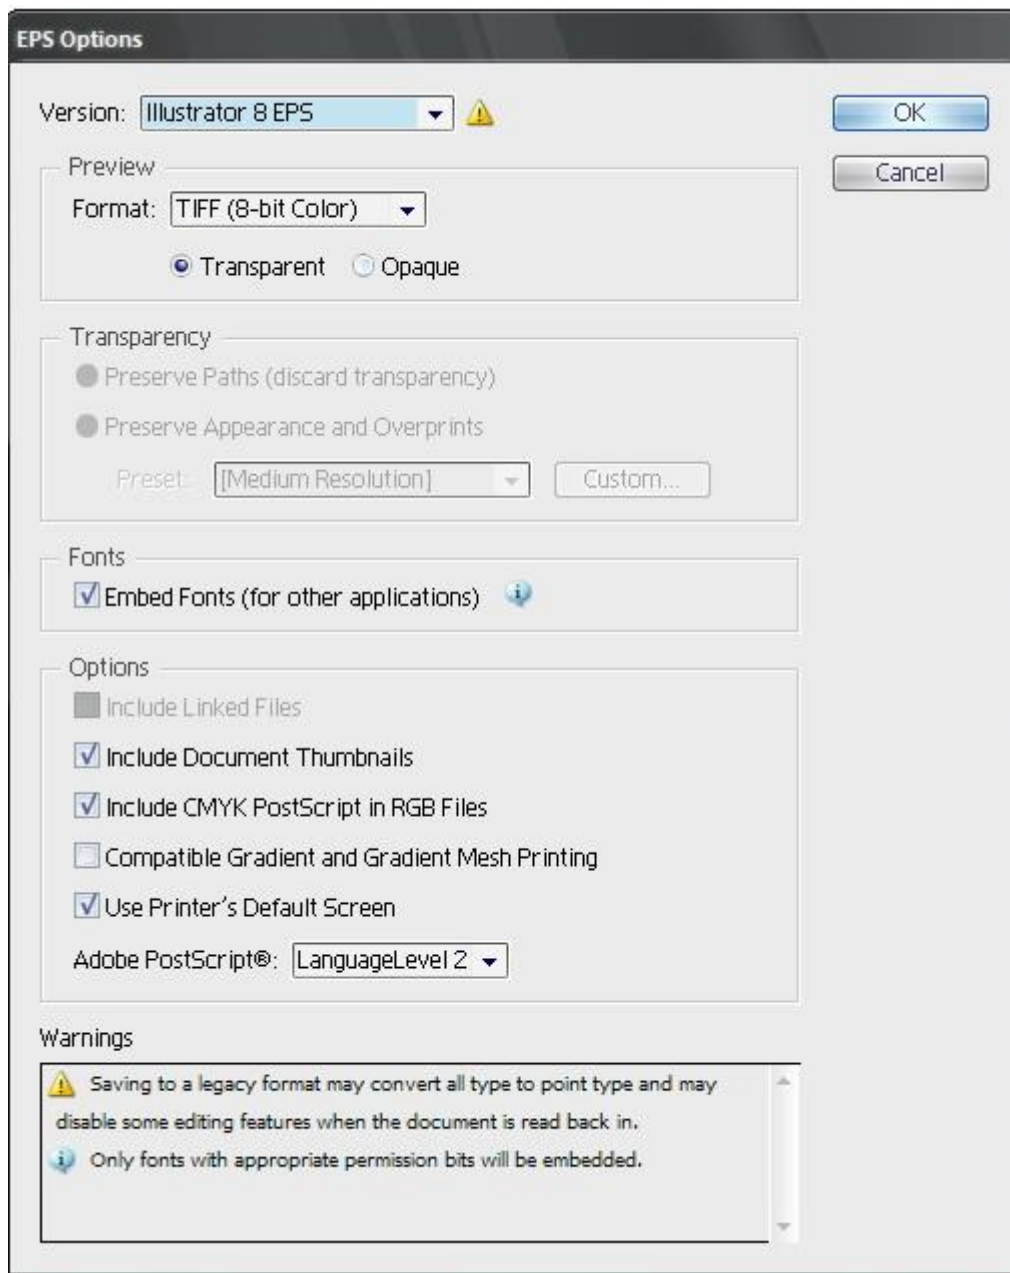 EPS Options
Version: Illustrator 8 EPS
OK
Cancel
Preview
Format: TIFF (8-bit Color)
Transparent Opaque
Transparency
Preserve Paths (discard transparency)
Preserve Appearance and Overprints
Preset: [Medium Resolution] Custom...
Fonts
Embed Fonts (for other applications)
Options
Include Linked Files
Include Document Thumbnails
Include CMYK PostScript in RGB Files
Compatible Gradient and Gradient Mesh Printing
Use Printer's Default Screen
Adobe PostScript®: LanguageLevel 2
Warnings
Saving to a legacy format may convert all type to point type and may
disable some editing features when the document is read back in.
Only fonts with appropriate permission bits will be embedded.